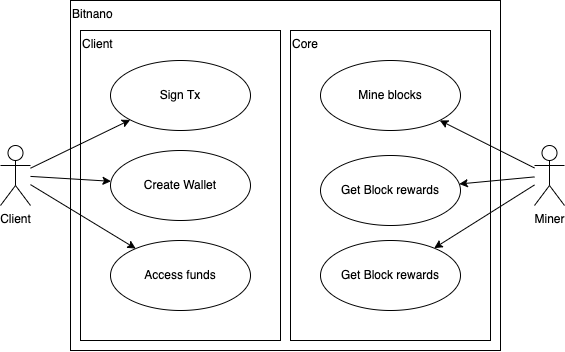 Bitnano
Client
Core
Sign Tx
Mine blocks
Create Wallet
Get Block rewards
Client
Miner
Access funds
Get Block rewards